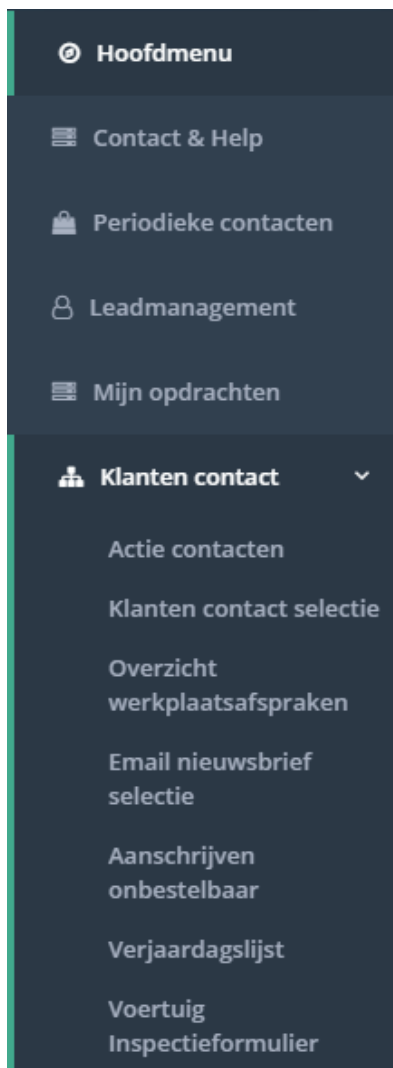 Hoofdmenu
Contact & Help
Periodieke contacten
Leadmanagement
Mijn opdrachten
Klanten contact
Actie contacten
Klanten contact selectie
Overzicht
werkplaatsafspraken
Email nieuwsbrief
selectie
Aanschrijven
onbestelbaar
Verjaardagslijst
Voertuig
Inspectieformulier